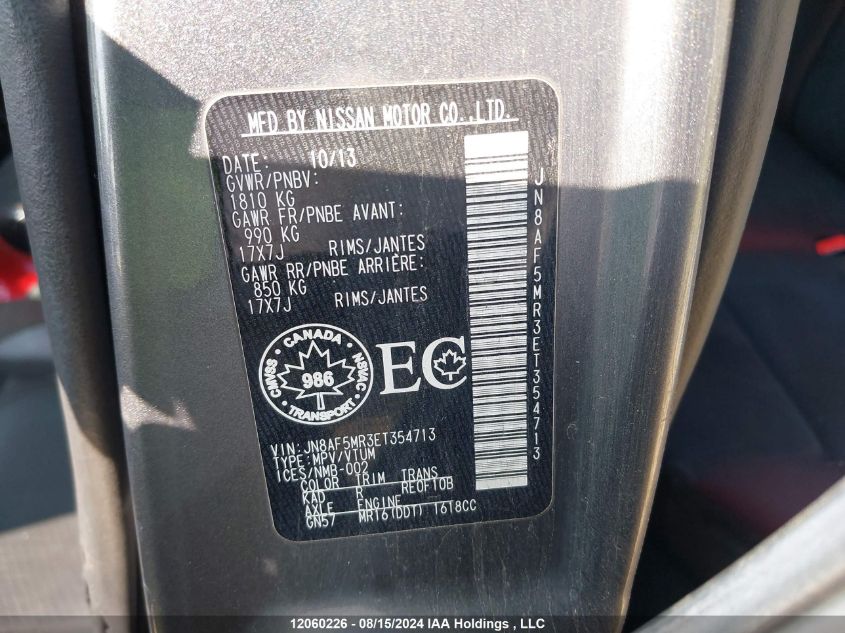 MFD BY NISSAN MOTOR CO.,LTD.
DATE: 10/13
GVWR/PNBV:
1810 KG
GAWR FR/PNBE AVANT:
990 KG
17X7J RIMS/JANTES
GAWR RR/PNBE ARRIÈRE:
850 KG
17X7J RIMS/JANTES
CANADA
CMVSS 986 NSVAC
TRANSPORT
EC
VIN: JN8AF5MR3ET354713
TYPE: MPV/VTUM
ICES/NMB-002
COLOR TRIM TRANS
KAD R RE0F10B
AXLE ENGINE
GN57 MR16(DDT) 1618CC
JN8AF5MR3ET354713
12060226 - 08/15/2024 IAA Holdings , LLC